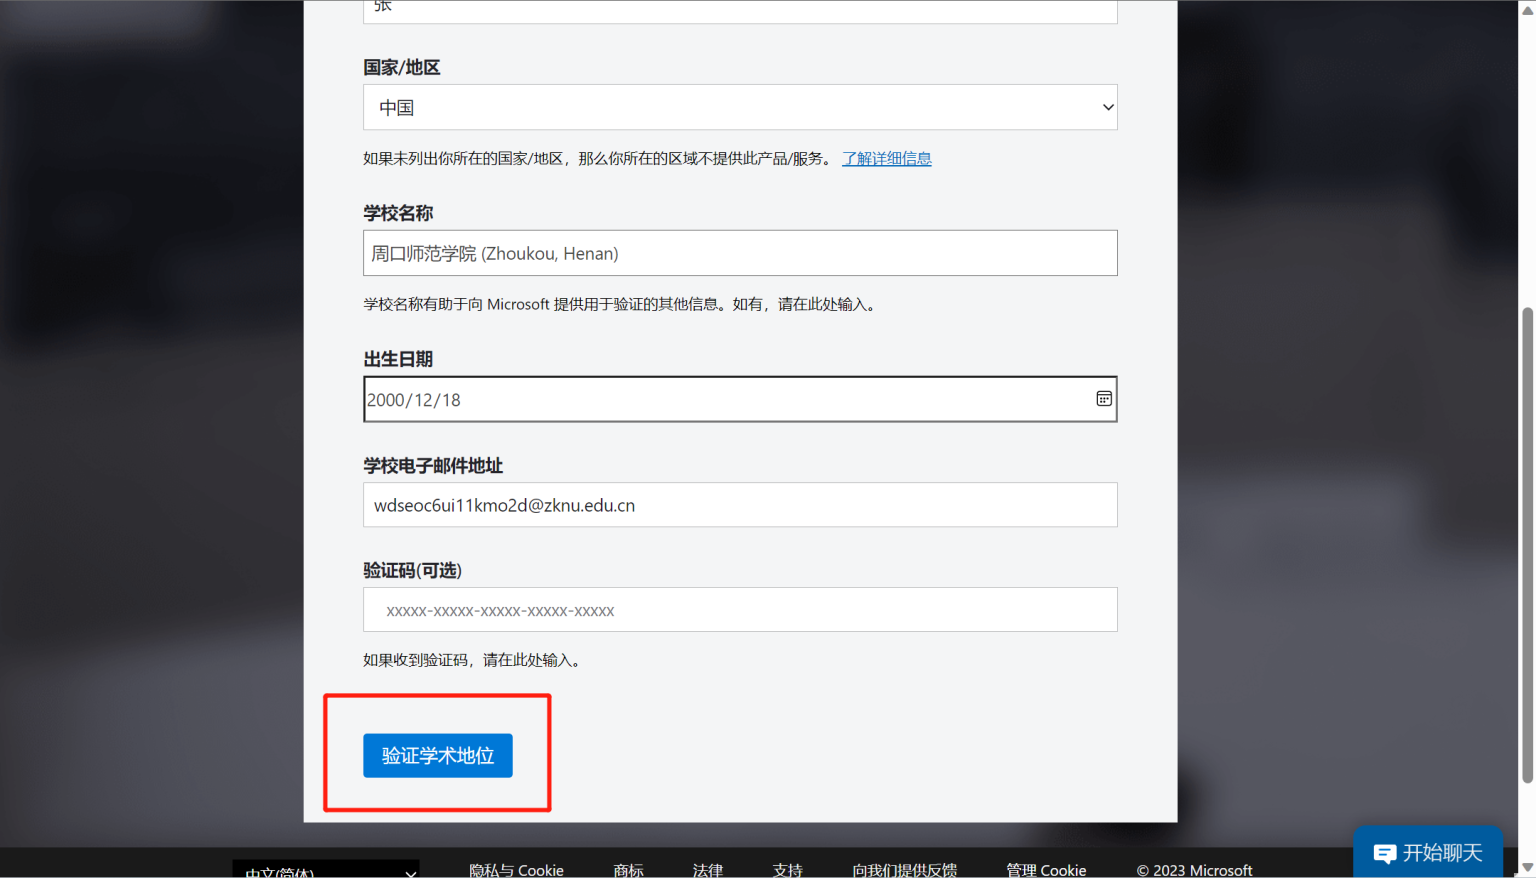 张
国家/地区
中国
如果未列出你所在的国家/地区，那么你所在的区域不提供此产品/服务。 了解详细信息
学校名称
周口师范学院 (Zhoukou, Henan)
学校名称有助于向 Microsoft 提供用于验证的其他信息。如有，请在此处输入。
出生日期
2000/12/18
学校电子邮件地址
wdseoc6ui11kmo2d@zknu.edu.cn
验证码(可选)
xxxxx-xxxxx-xxxxx-xxxxx-xxxxx
如果收到验证码，请在此处输入。
验证学术地位
开始聊天
中文(简体) 隐私与 Cookie 商标 法律 支持 向我们提供反馈 管理 Cookie © 2023 Microsoft